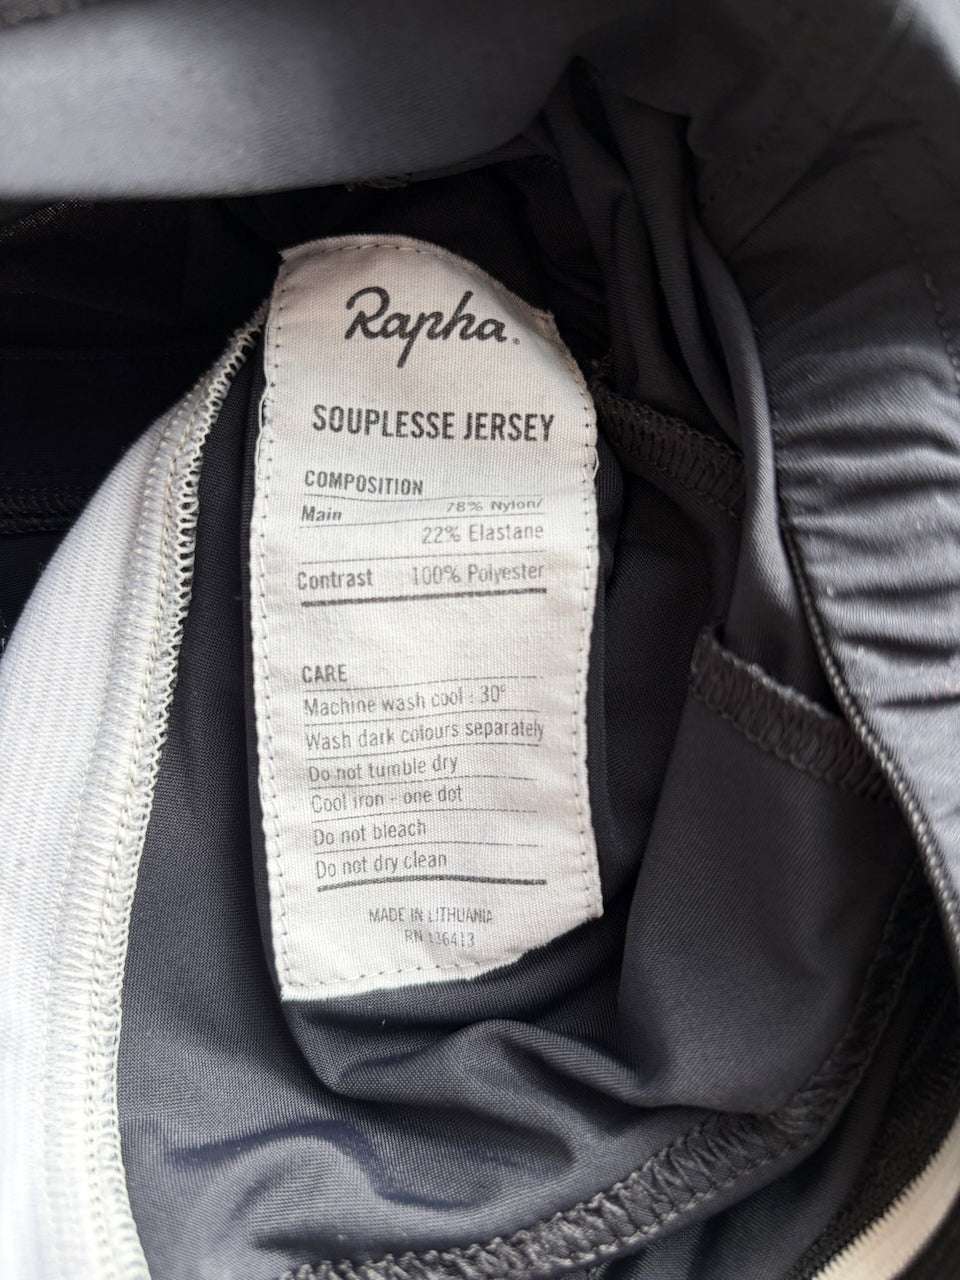 Rapha.
SOUPLESSE JERSEY
COMPOSITION
Main 78% Nylon/
22% Elastane
Contrast 100% Polyester
CARE
Machine wash cool - 30°
Wash dark colours separately
Do not tumble dry
Cool iron - one dot
Do not bleach
Do not dry clean
MADE IN LITHUANIA
RN 136413